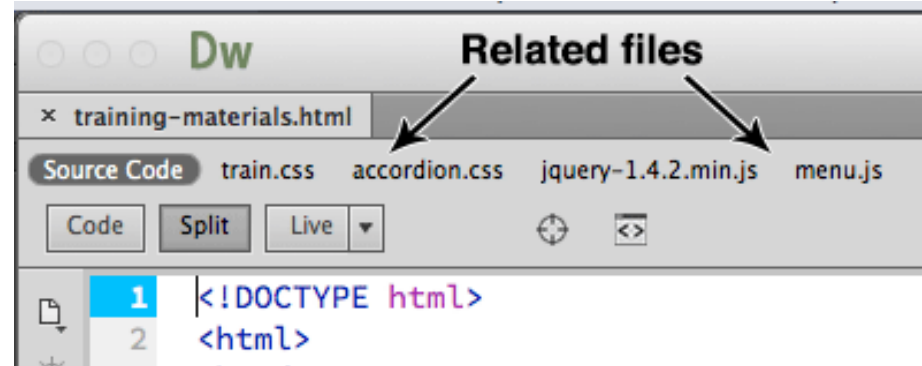 Dw Related files
× training-materials.html
Source Code train.css accordion.css jquery-1.4.2.min.js menu.js
Code Split Live
1 <!DOCTYPE html>
2 <html>